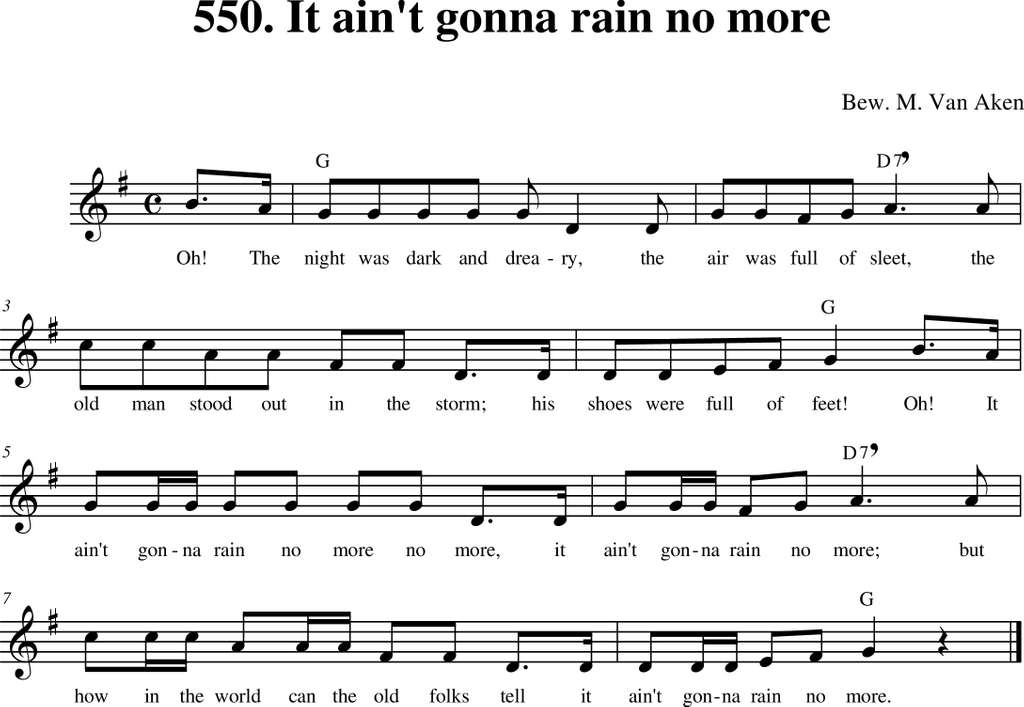 550. It ain't gonna rain no more
Bew. M. Van Aken
G D7
Oh! The night was dark and drea - ry, the air was full of sleet, the
3
G
old man stood out in the storm; his shoes were full of feet! Oh! It
5
D7
ain't gon - na rain no more no more, it ain't gon - na rain no more; but
7
G
how in the world can the old folks tell it ain't gon - na rain no more.